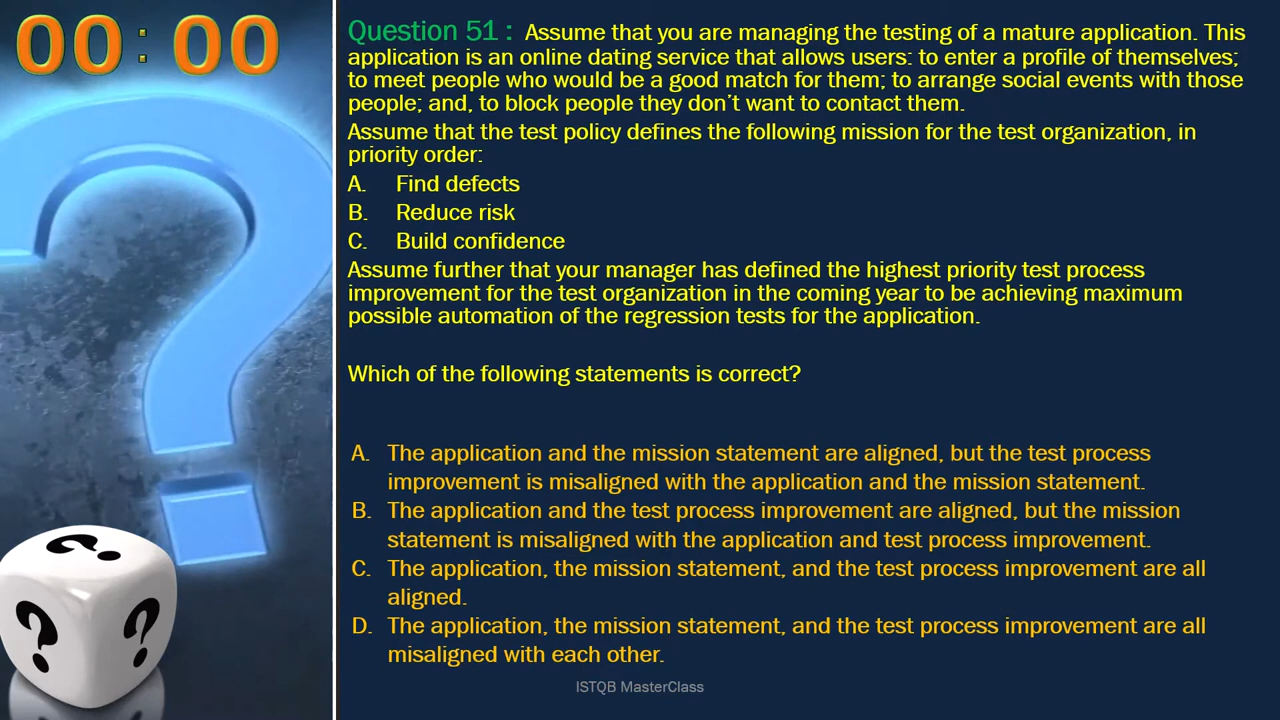 00:00
Question 51 : Assume that you are managing the testing of a mature application. This
application is an online dating service that allows users: to enter a profile of themselves;
to meet people who would be a good match for them; to arrange social events with those
people; and, to block people they don't want to contact them.
Assume that the test policy defines the following mission for the test organization, in
priority order:
A. Find defects
B. Reduce risk
C. Build confidence
Assume further that your manager has defined the highest priority test process
improvement for the test organization in the coming year to be achieving maximum
possible automation of the regression tests for the application.
Which of the following statements is correct?
A. The application and the mission statement are aligned, but the test process
improvement is misaligned with the application and the mission statement.
B. The application and the test process improvement are aligned, but the mission
statement is misaligned with the application and test process improvement.
C. The application, the mission statement, and the test process improvement are all
aligned.
D. The application, the mission statement, and the test process improvement are all
misaligned with each other.
ISTQB MasterClass